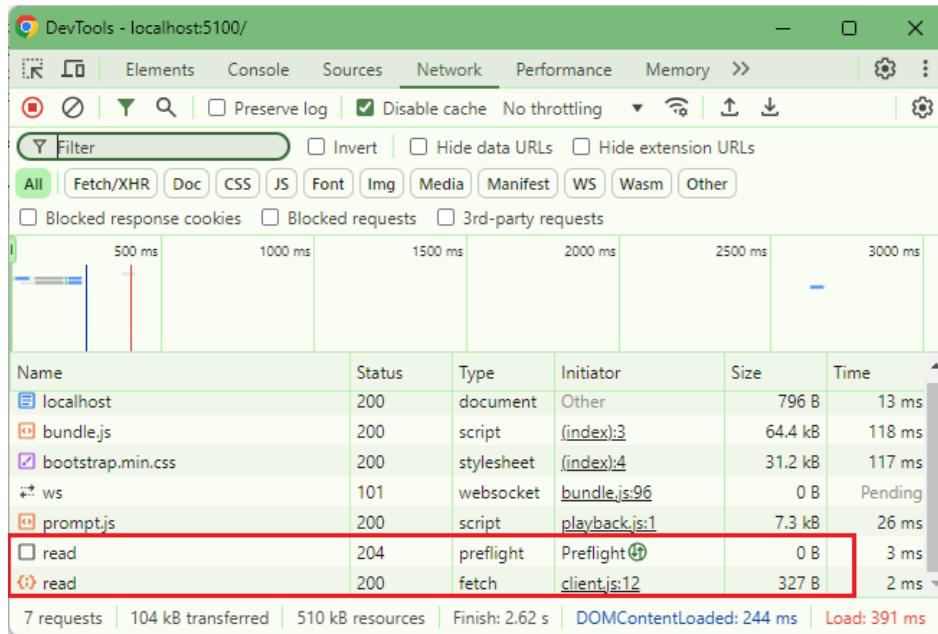 DevTools - localhost:5100/
Elements Console Sources Network Performance Memory
Preserve log Disable cache No throttling
Filter Invert Hide data URLs Hide extension URLs
All Fetch/XHR Doc CSS JS Font Img Media Manifest WS Wasm Other
Blocked response cookies Blocked requests 3rd-party requests
500 ms 1000 ms 1500 ms 2000 ms 2500 ms 3000 ms
Name Status Type Initiator Size Time
localhost 200 document Other 796 B 13 ms
bundle.js 200 script (index):3 64.4 kB 118 ms
bootstrap.min.css 200 stylesheet (index):4 31.2 kB 117 ms
ws 101 websocket bundle.js:96 0 B Pending
prompt.js 200 script playback.js:1 7.3 kB 26 ms
read 204 preflight Preflight 0 B 3 ms
read 200 fetch client.js:12 327 B 2 ms
7 requests 104 kB transferred 510 kB resources Finish: 2.62 s DOMContentLoaded: 244 ms Load: 391 ms